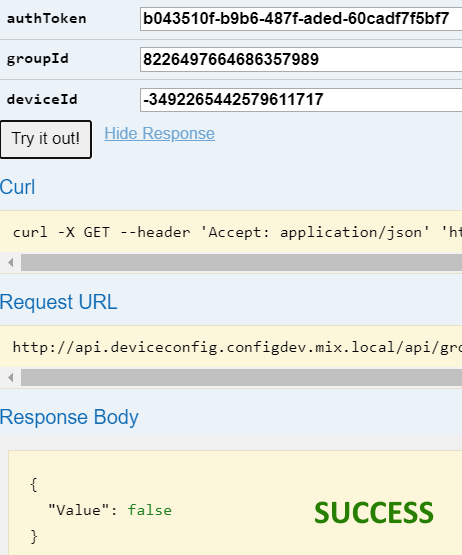 authToken b043510f-b9b6-487f-aded-60cadf7f5bf7
groupId 8226497664686357989
deviceId -3492265442579611717
Try it out! Hide Response
Curl
curl -X GET --header 'Accept: application/json' 'ht
Request URL
http://api.deviceconfig.configdev.mix.local/api/gro
Response Body
{
"Value": false
SUCCESS
}